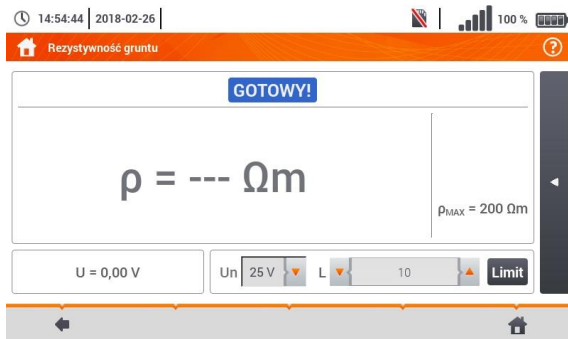 14:54:44 2018-02-26 100 %
Rezystywność gruntu ?
GOTOWY!
ρ = --- Ωm
ρMAX = 200 Ωm
U = 0,00 V Un 25 V L 10 Limit